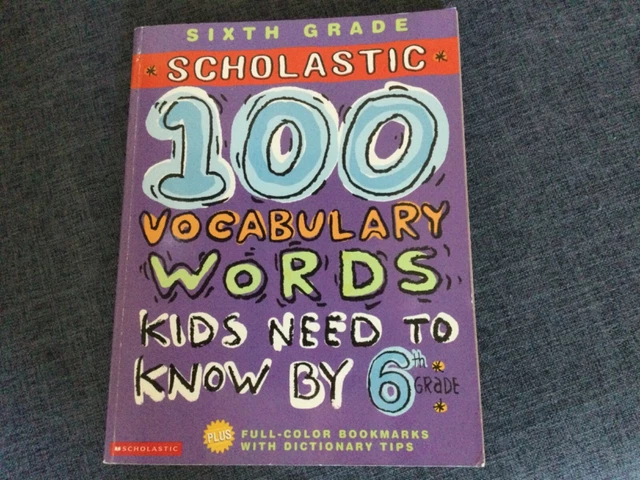 SIXTH GRADE
SCHOLASTIC
100
VOCABULARY
WORDS
KIDS NEED TO
KNOW BY 6th GRADE
PLUS FULL-COLOR BOOKMARKS
WITH DICTIONARY TIPS
SCHOLASTIC